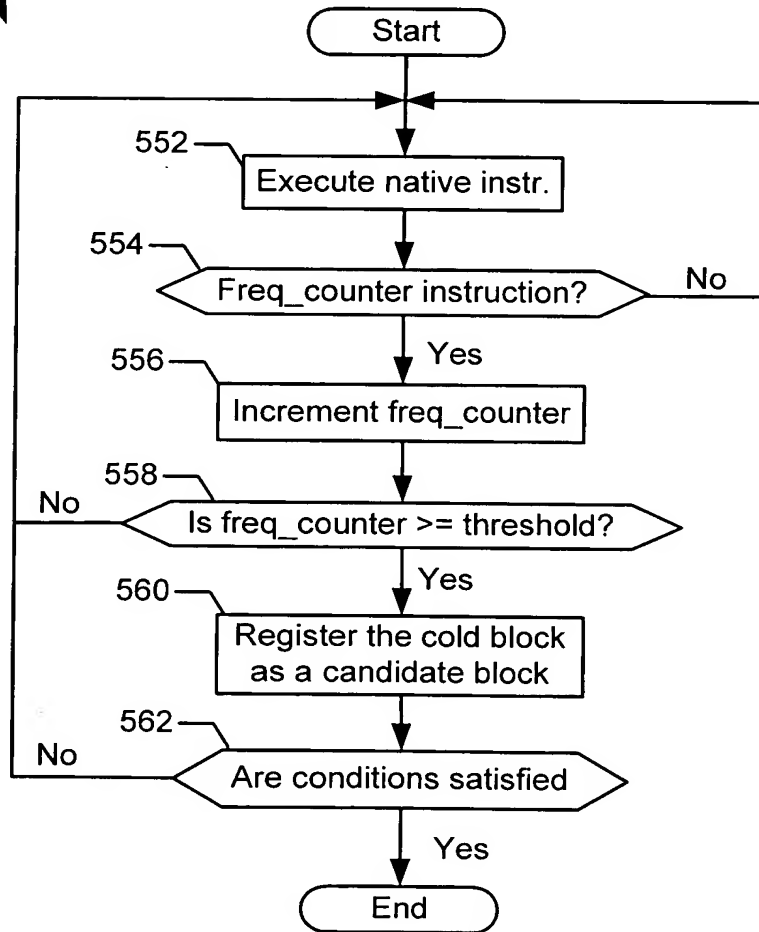 Start
552
Execute native instr.
554
Freq_counter instruction?
No
Yes
556
Increment freq_counter
558
No
Is freq_counter >= threshold?
Yes
560
Register the cold block
as a candidate block
562
No
Are conditions satisfied
Yes
End